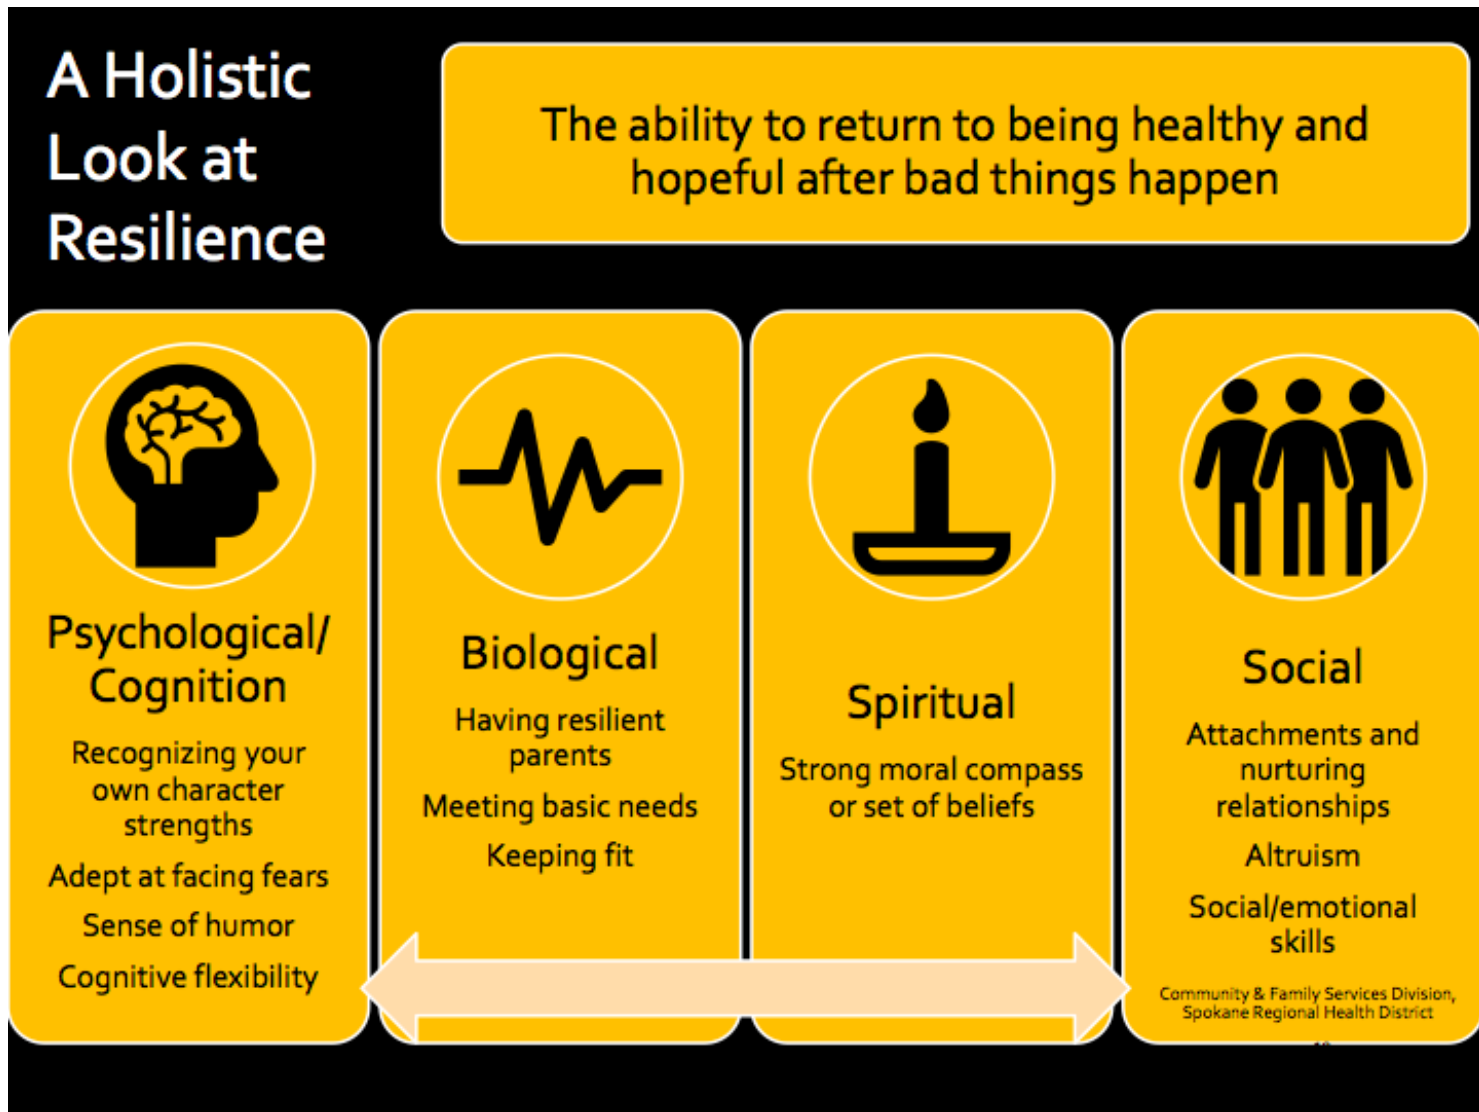 A Holistic
Look at
Resilience
The ability to return to being healthy and
hopeful after bad things happen
Psychological/
Cognition
Recognizing your
own character
strengths
Adept at facing fears
Sense of humor
Cognitive flexibility
Biological
Having resilient
parents
Meeting basic needs
Keeping fit
Spiritual
Strong moral compass
or set of beliefs
Social
Attachments and
nurturing
relationships
Altruism
Social/emotional
skills
Community & Family Services Division,
Spokane Regional Health District